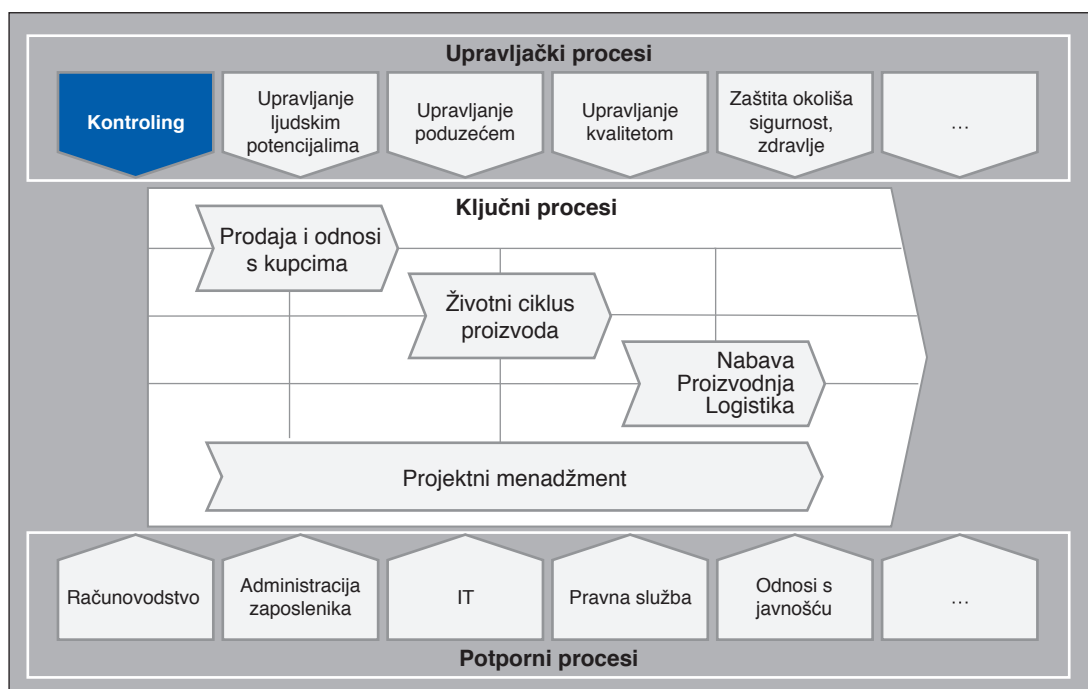 Upravljački procesi
Kontroling
Upravljanje
ljudskim
potencijalima
Upravljanje
poduzećem
Upravljanje
kvalitetom
Zaštita okoliša
sigurnost,
zdravlje
…
Ključni procesi
Prodaja i odnosi
s kupcima
Životni ciklus
proizvoda
Nabava
Proizvodnja
Logistika
Projektni menadžment
Računovodstvo
Administracija
zaposlenika
IT
Pravna služba
Odnosi s
javnošću
…
Potporni procesi